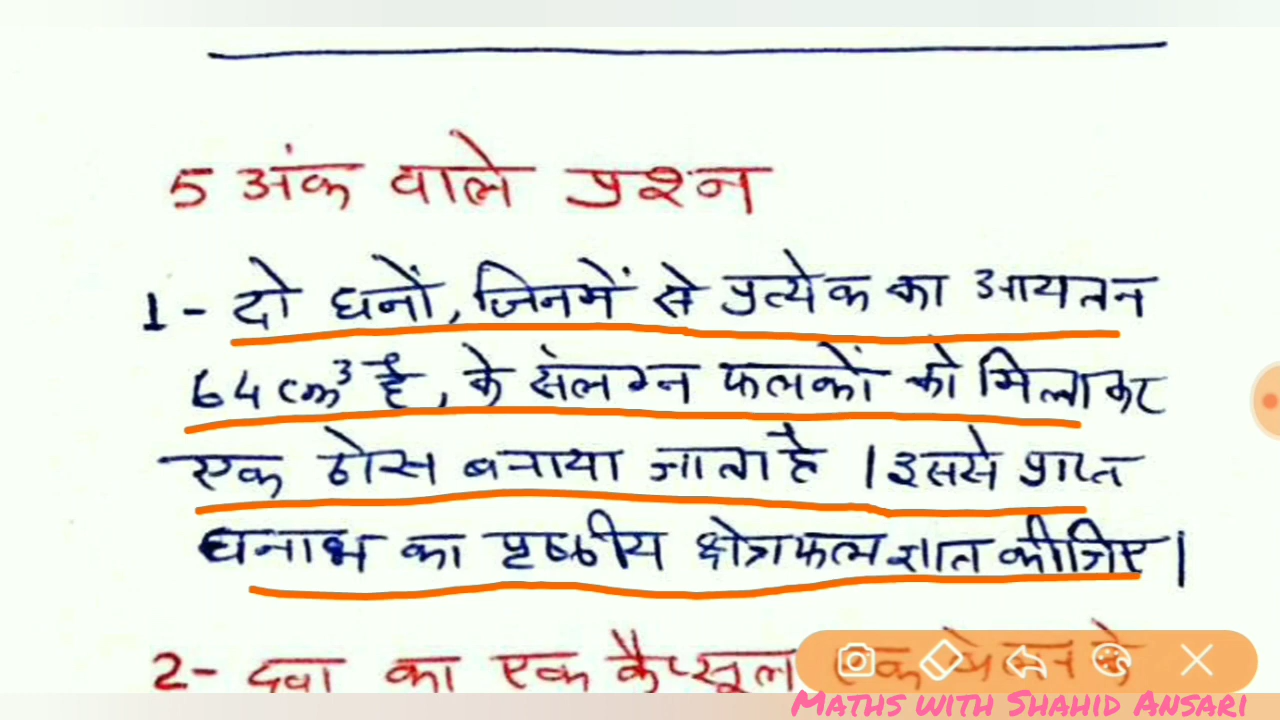 5 अंक वाले प्रश्न
1- दो घनों, जिनमें से प्रत्येक का आयतन
64 cm³ है, के संलग्न फलकों को मिला कर
एक ठोस बनाया जाता है । इससे प्राप्त
घनाभ का पृष्ठीय क्षेत्रफल ज्ञात कीजिए।
2- दवा का एक कैप्सूल एक
MATHS WITH SHAHID ANSARI